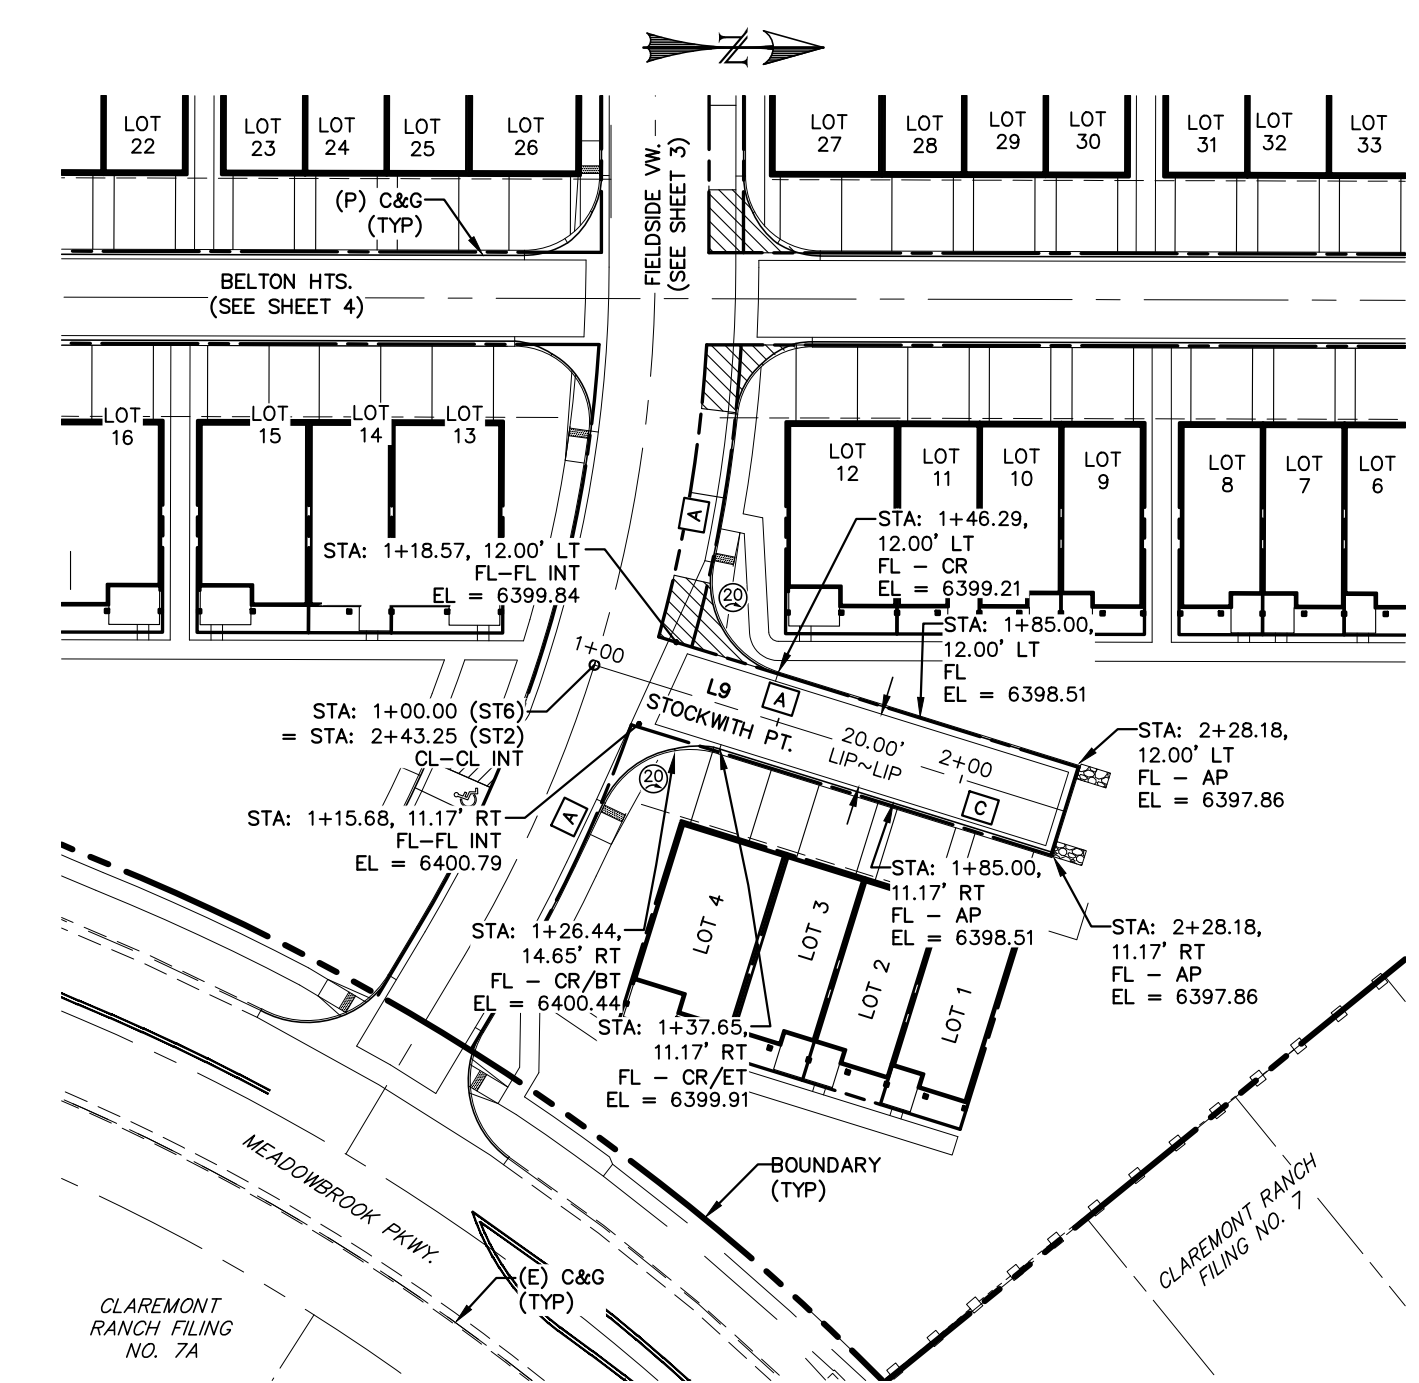 N
LOT
22
LOT
23
LOT
24
LOT
25
LOT
26
FIELDSIDE VW.
(SEE SHEET 3)
LOT
27
LOT
28
LOT
29
LOT
30
LOT
31
LOT
32
LOT
33
(P) C&G
(TYP)
BELTON HTS.
(SEE SHEET 4)
LOT
16
LOT
15
LOT
14
LOT
13
LOT
12
LOT
11
LOT
10
LOT
9
LOT
8
LOT
7
LOT
6
A
STA: 1+46.29,
12.00' LT
FL - CR
EL = 6399.21
STA: 1+18.57, 12.00' LT
FL-FL INT
EL = 6399.84
20
STA: 1+85.00,
12.00' LT
FL
EL = 6398.51
1+00
L9
A
STOCKWITH PT.
20.00'
LIP~LIP
2+00
C
STA: 1+00.00 (ST6)
= STA: 2+43.25 (ST2)
CL-CL INT
STA: 2+28.18,
12.00' LT
FL - AP
EL = 6397.86
20
A
STA: 1+15.68, 11.17' RT
FL-FL INT
EL = 6400.79
STA: 1+85.00,
11.17' RT
FL - AP
EL = 6398.51
LOT 4
LOT 3
LOT 2
LOT 1
STA: 1+26.44,
14.65' RT
FL - CR/BT
EL = 6400.44
STA: 2+28.18,
11.17' RT
FL - AP
EL = 6397.86
STA: 1+37.65,
11.17' RT
FL - CR/ET
EL = 6399.91
BOUNDARY
(TYP)
MEADOWBROOK PKWY.
(E) C&G
(TYP)
CLAREMONT
RANCH FILING
NO. 7A
CLAREMONT RANCH
FILING NO. 7